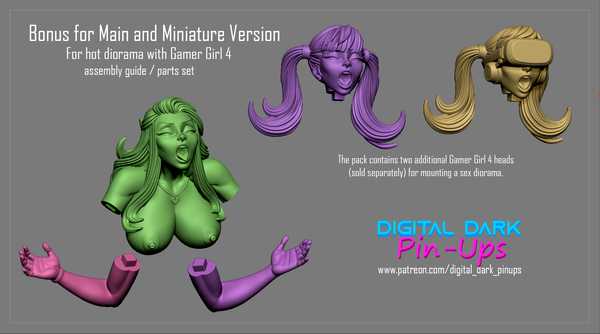 Bonus for Main and Miniature Version
For hot diorama with Gamer Girl 4
assembly guide / parts set
The pack contains two additional Gamer Girl 4 heads
(sold separately) for mounting a sex diorama.
DIGITAL DARK
Pin-Ups
www.patreon.com/digital_dark_pinups